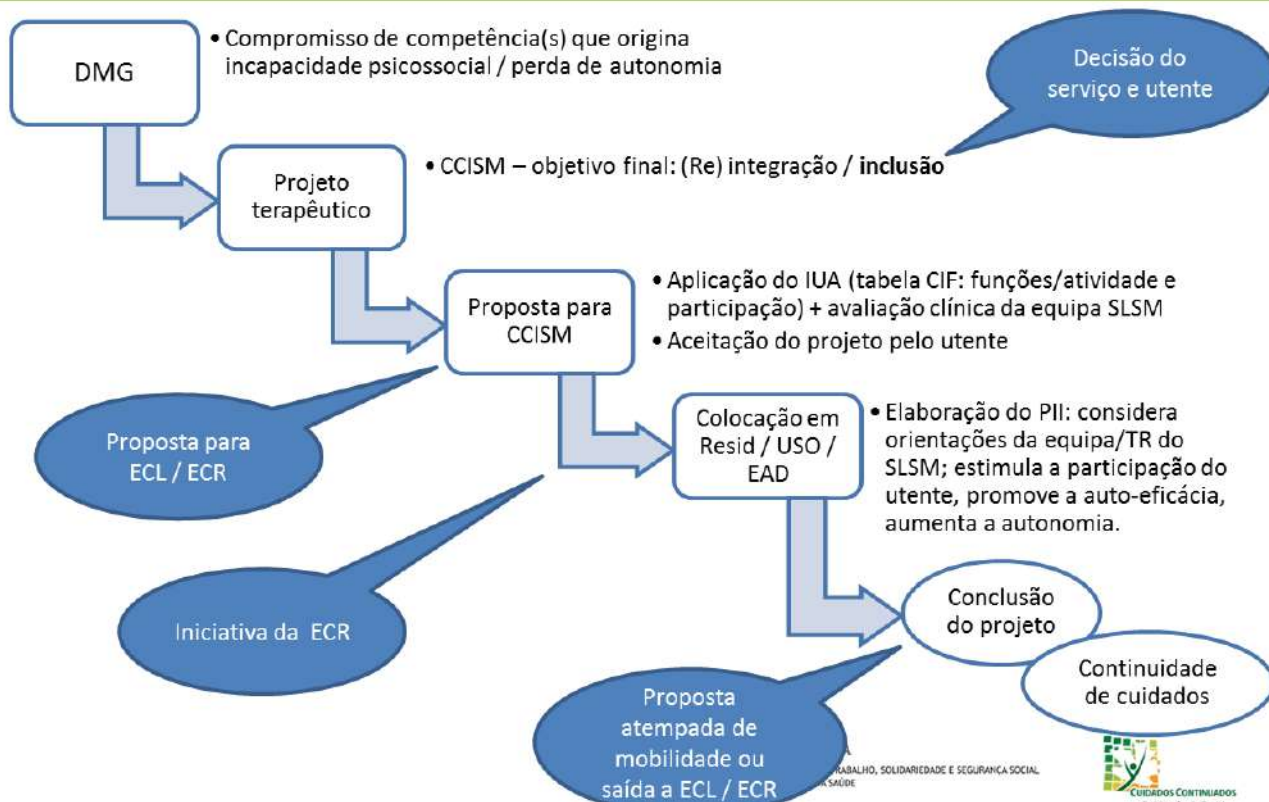 DMG
• Compromisso de competência(s) que origina
incapacidade psicossocial / perda de autonomia
Decisão do
serviço e utente
Projeto
terapêutico
• CCISM – objetivo final: (Re) integração / inclusão
Proposta para
CCISM
• Aplicação do IUA (tabela CIF: funções/atividade e
participação) + avaliação clínica da equipa SLSM
• Aceitação do projeto pelo utente
Proposta para
ECL / ECR
Colocação em
Resid / USO /
EAD
• Elaboração do PII: considera
orientações da equipa/TR do
SLSM; estimula a participação do
utente, promove a auto-eficácia,
aumenta a autonomia.
Iniciativa da ECR
Conclusão
do projeto
Continuidade
de cuidados
Proposta
atempada de
mobilidade ou
saída a ECL / ECR
RABALHO, SOLIDARIEDADE E SEGURANÇA SOCIAL
SAÚDE
CUIDADOS CONTINUADOS